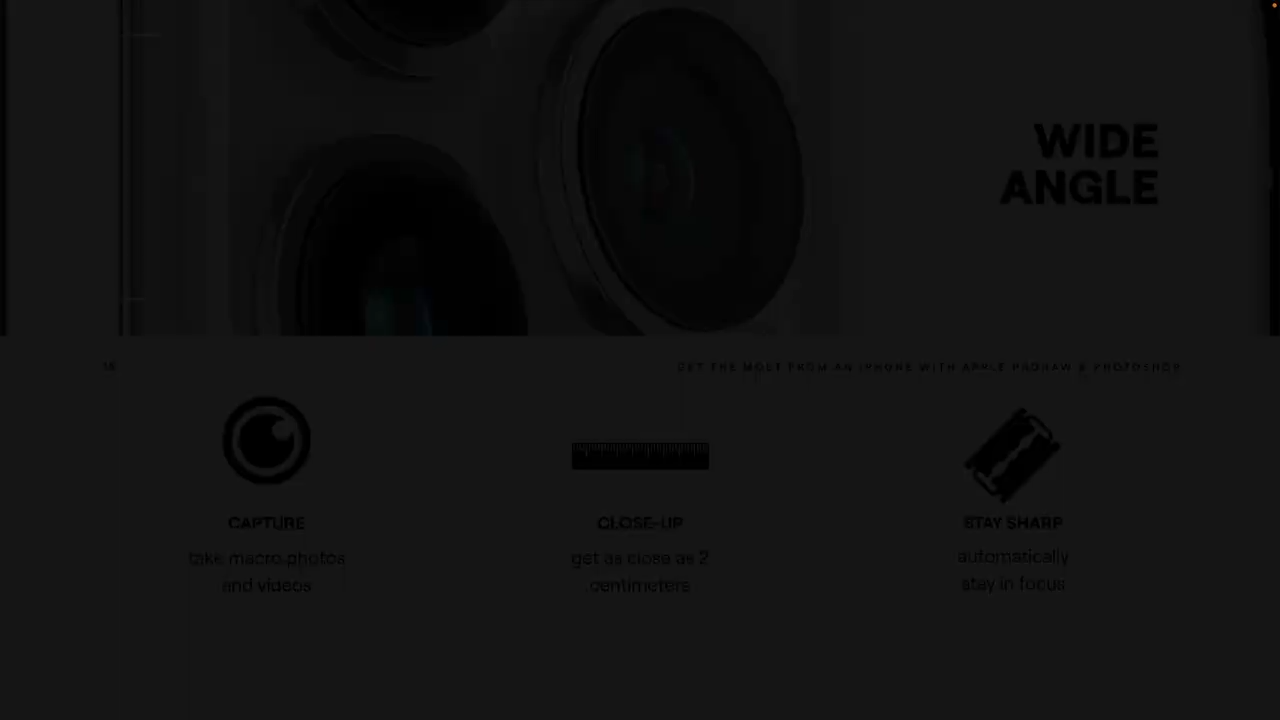 WIDE
ANGLE
GET THE MOST FROM AN IPHONE WITH APPLE PRORAW & PHOTOSHOP
CAPTURE
take macro photos
and videos
CLOSE-UP
get as close as 2
centimeters
STAY SHARP
automatically
stay in focus